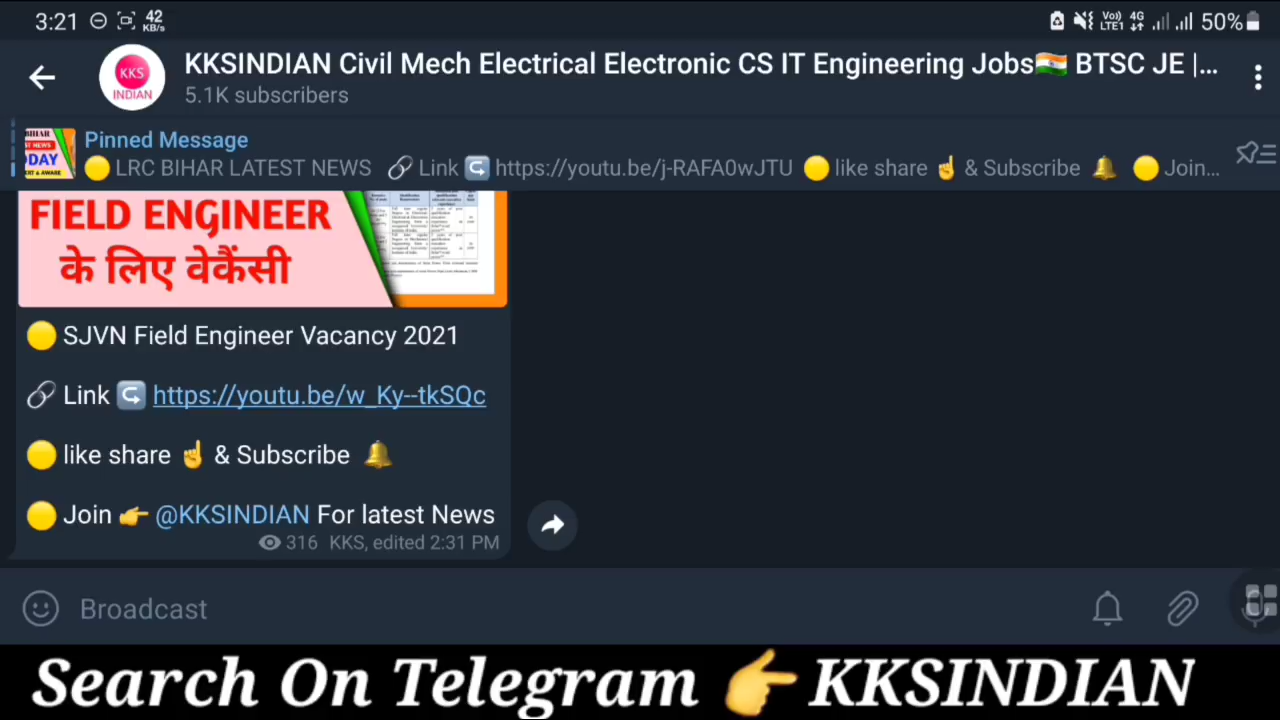 3:21 42 KB/s Vo) LTE1 4G 50%
KKSINDIAN Civil Mech Electrical Electronic CS IT Engineering Jobs🇮🇳 BTSC JE |...
KKS INDIAN
5.1K subscribers
Pinned Message
🟡 LRC BIHAR LATEST NEWS 🔗 Link ↪️ https://youtu.be/j-RAFA0wJTU 🟡 like share ☝️ & Subscribe 🔔 🟡 Join...
FIELD ENGINEER
के लिए वेकैंसी
🟡 SJVN Field Engineer Vacancy 2021
🔗 Link ↪️ https://youtu.be/w_Ky--tkSQc
🟡 like share ☝️ & Subscribe 🔔
🟡 Join 👉 @KKSINDIAN For latest News
316 KKS, edited 2:31 PM
Broadcast
Search On Telegram 👉 KKSINDIAN